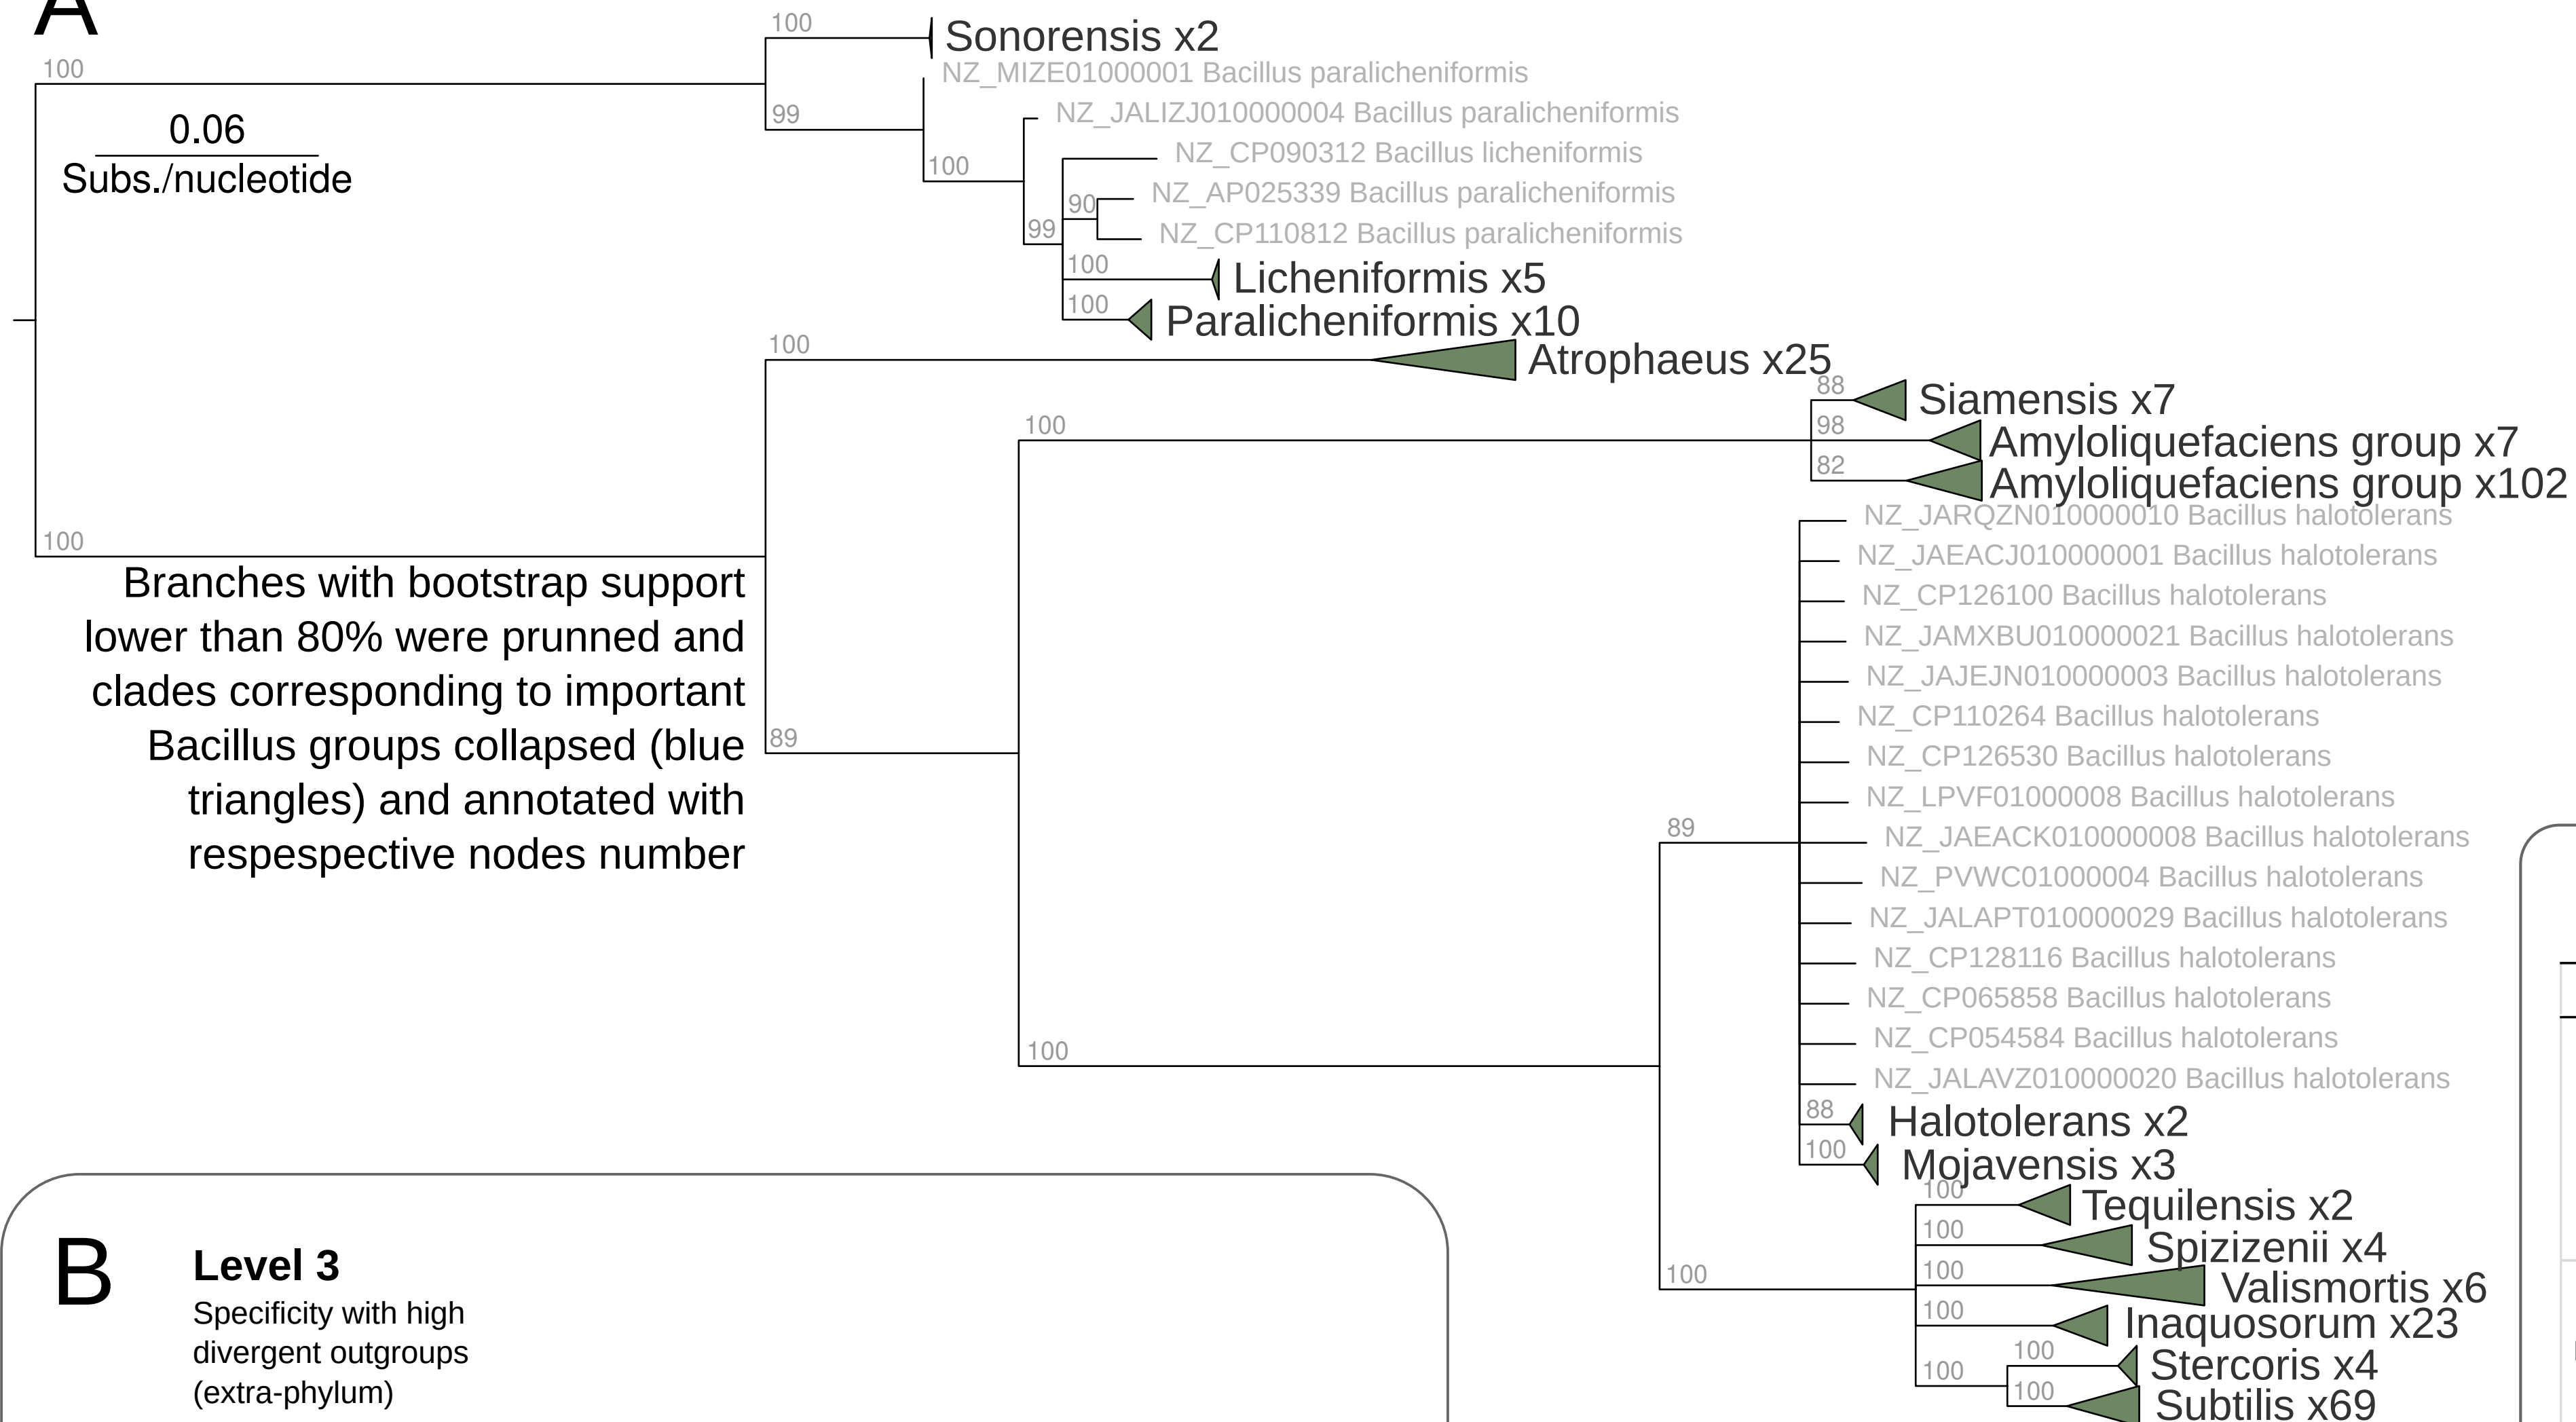 A
100
Sonorensis x2
100
NZ_MIZE01000001 Bacillus paralicheniformis
99
NZ_JALIZJ010000004 Bacillus paralicheniformis
0.06
Subs./nucleotide
100
NZ_CP090312 Bacillus licheniformis
90
NZ_AP025339 Bacillus paralicheniformis
99
NZ_CP110812 Bacillus paralicheniformis
100
Licheniformis x5
100
Paralicheniformis x10
100
Atrophaeus x25
88
Siamensis x7
100
98
Amyloliquefaciens group x7
82
Amyloliquefaciens group x102
NZ_JARQZN010000010 Bacillus halotolerans
100
NZ_JAEACJ010000001 Bacillus halotolerans
Branches with bootstrap support
lower than 80% were prunned and
clades corresponding to important
Bacillus groups collapsed (blue
triangles) and annotated with
respespective nodes number
NZ_CP126100 Bacillus halotolerans
NZ_JAMXBU010000021 Bacillus halotolerans
NZ_JAJEJN010000003 Bacillus halotolerans
NZ_CP110264 Bacillus halotolerans
89
NZ_CP126530 Bacillus halotolerans
NZ_LPVF01000008 Bacillus halotolerans
89
NZ_JAEACK010000008 Bacillus halotolerans
NZ_PVWC01000004 Bacillus halotolerans
NZ_JALAPT010000029 Bacillus halotolerans
NZ_CP128116 Bacillus halotolerans
NZ_CP065858 Bacillus halotolerans
NZ_CP054584 Bacillus halotolerans
100
NZ_JALAVZ010000020 Bacillus halotolerans
88
Halotolerans x2
100
Mojavensis x3
100
Tequilensis x2
100
Spizizenii x4
100
100
Valismortis x6
100
Inaquosorum x23
100
100
Stercoris x4
100
Subtilis x69
B
Level 3
Specificity with high
divergent outgroups
(extra-phylum)